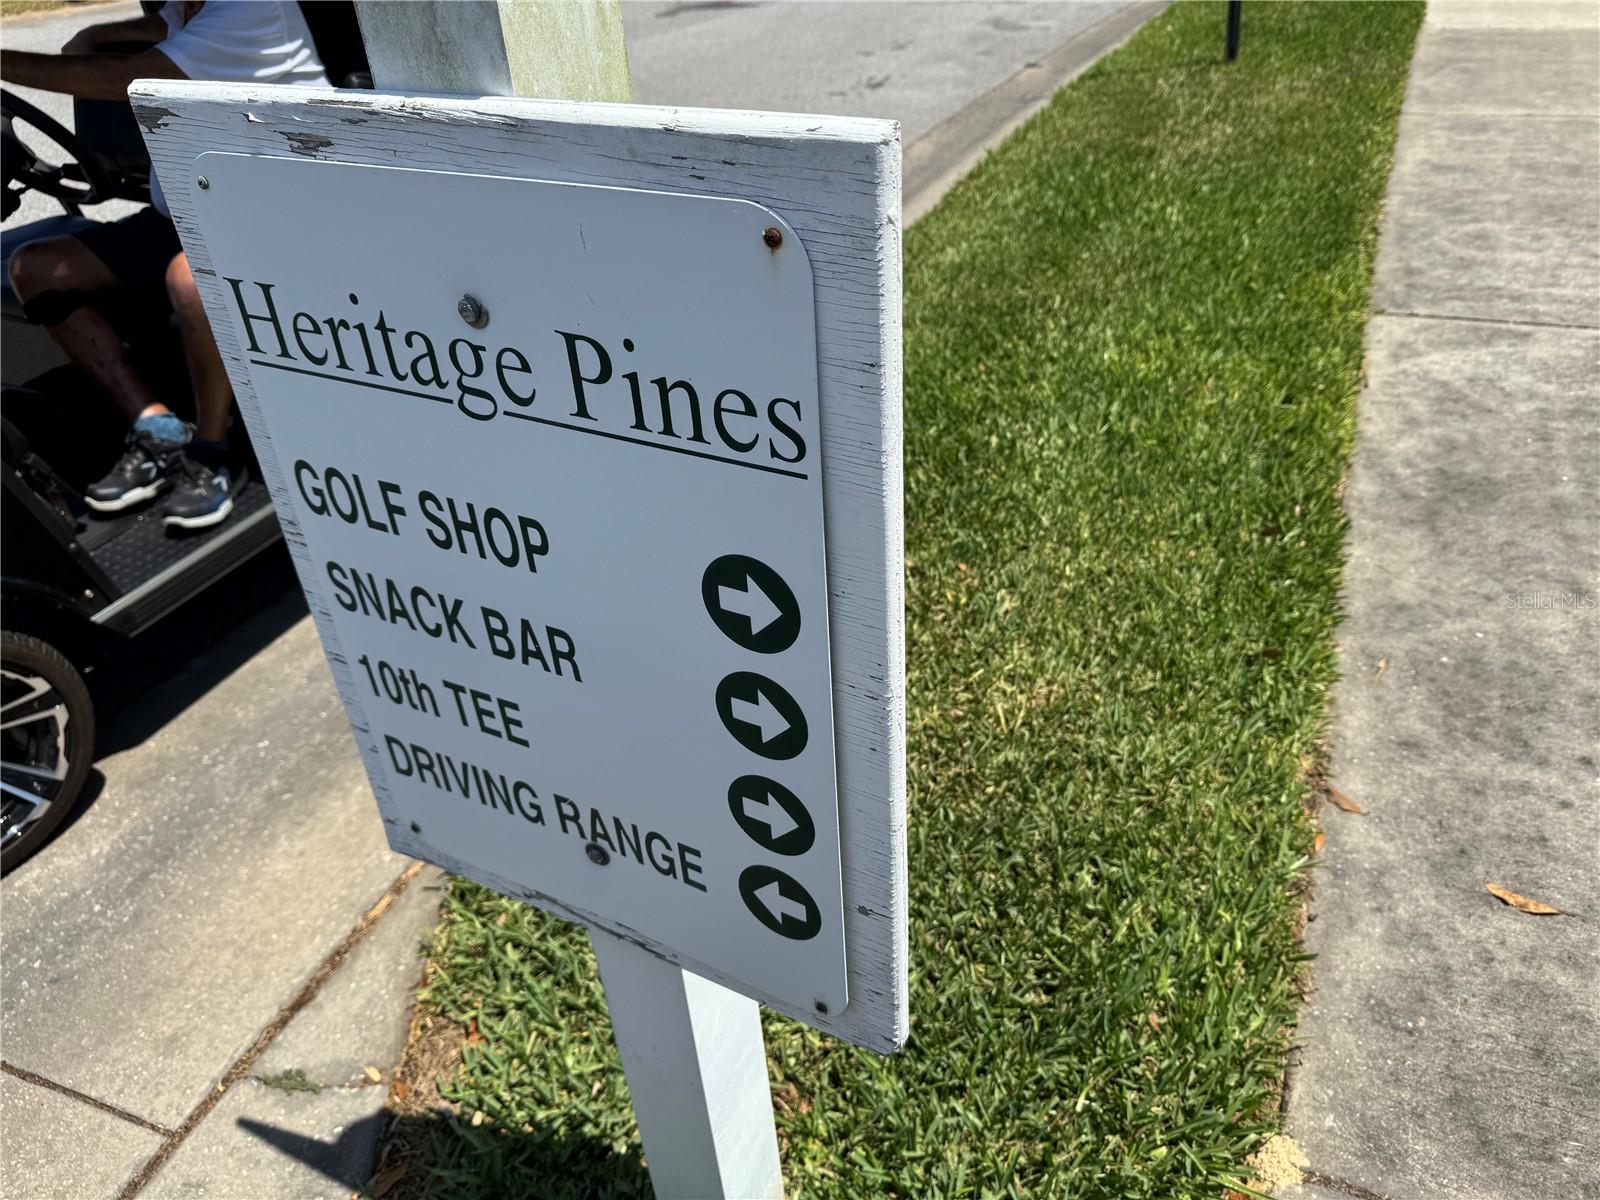 Heritage Pines
GOLF SHOP
SNACK BAR
10th TEE
DRIVING RANGE
Stellar MLS